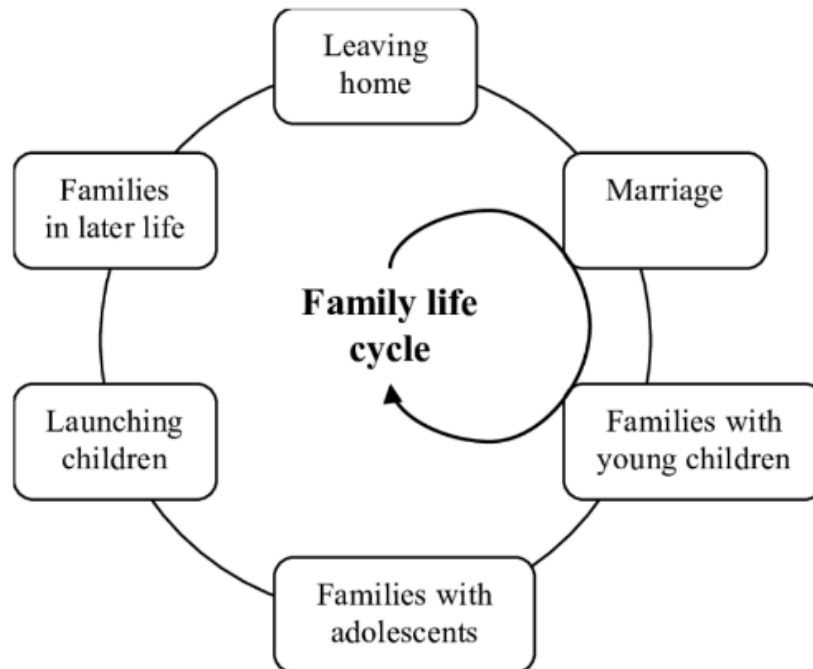 Leaving
home
Marriage
Families with
young children
Families with
adolescents
Launching
children
Families
in later life
Family life
cycle